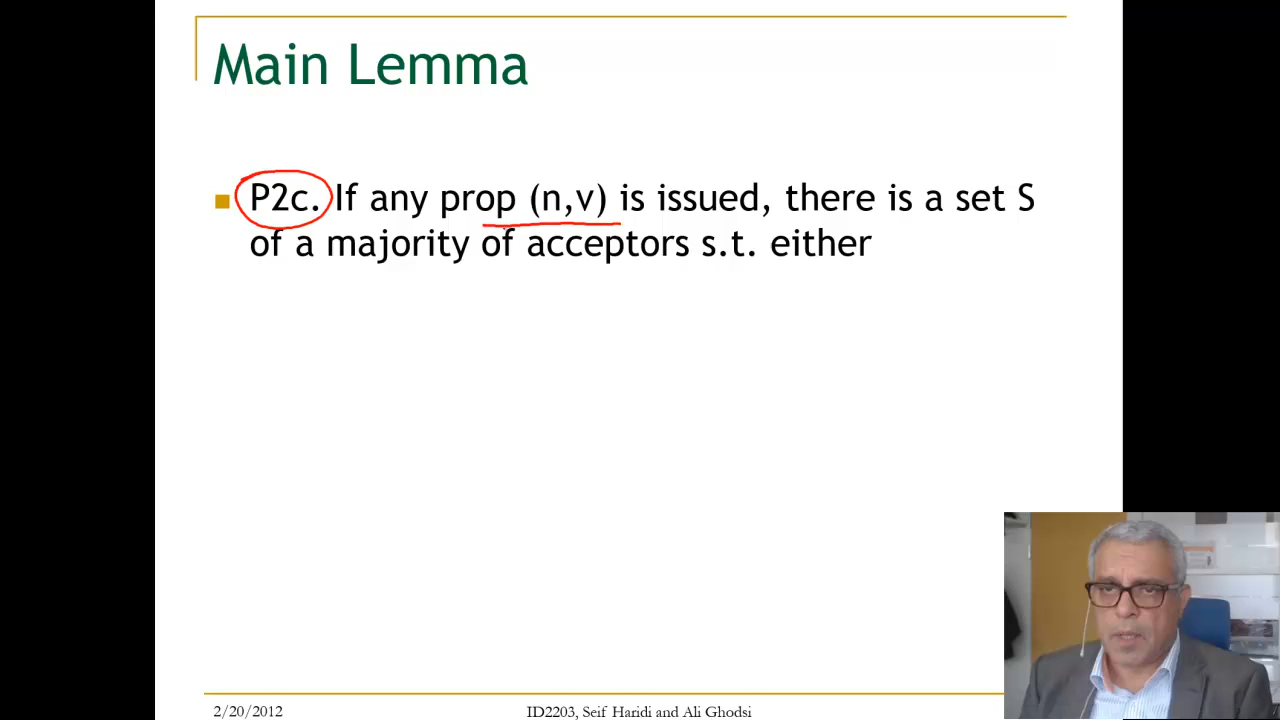 Main Lemma
P2c. If any prop (n,v) is issued, there is a set S
of a majority of acceptors s.t. either
2/20/2012
ID2203, Seif Haridi and Ali Ghodsi